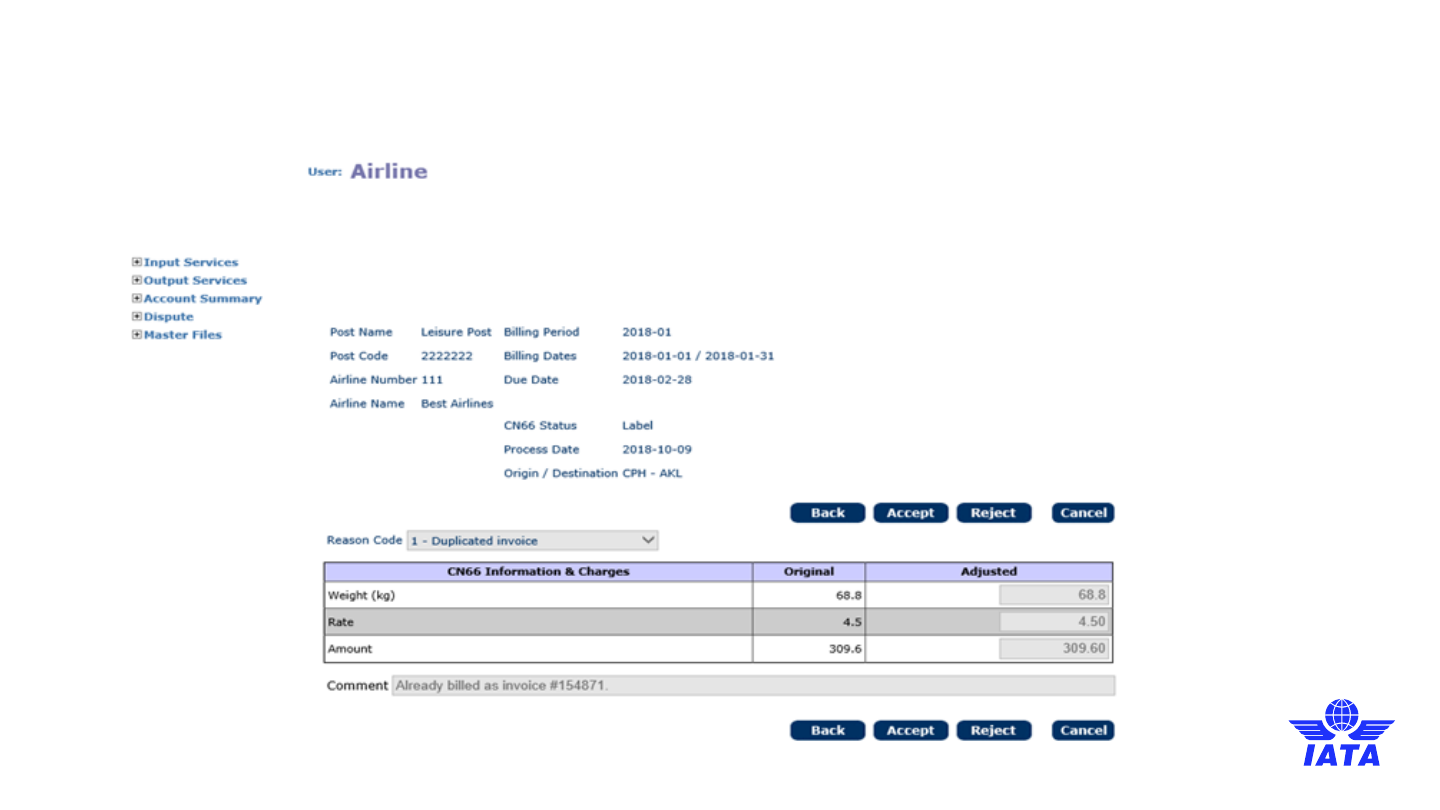 User: Airline
Input Services
Output Services
Account Summary
Dispute
Master Files
Post Name Leisure Post Billing Period 2018-01
Post Code 2222222 Billing Dates 2018-01-01 / 2018-01-31
Airline Number 111 Due Date 2018-02-28
Airline Name Best Airlines
CN66 Status Label
Process Date 2018-10-09
Origin / Destination CPH - AKL
Back Accept Reject Cancel
Reason Code 1 - Duplicated invoice
CN66 Information & Charges Original Adjusted
Weight (kg) 68.8 68.8
Rate 4.5 4.50
Amount 309.6 309.60
Comment Already billed as invoice #154871.
Back Accept Reject Cancel
IATA